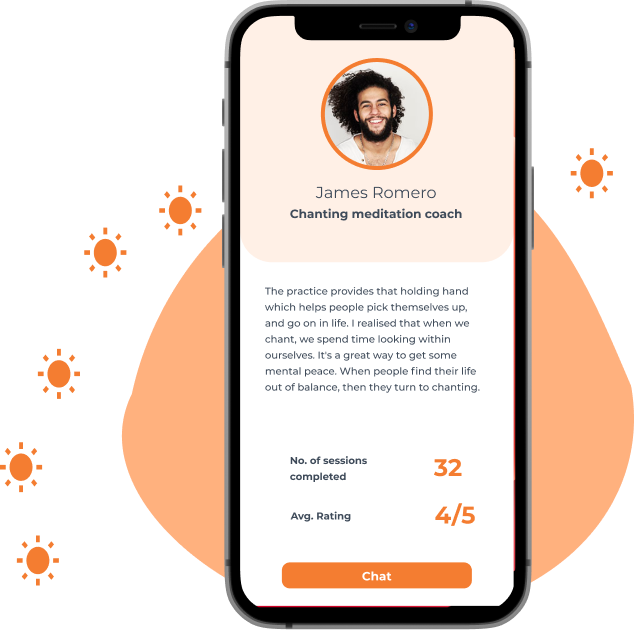 James Romero
Chanting meditation coach
The practice provides that holding hand
which helps people pick themselves up,
and go on in life. I realised that when we
chant, we spend time looking within
ourselves. It's a great way to get some
mental peace. When people find their life
out of balance, then they turn to chanting.
No. of sessions
completed
32
Avg. Rating
4/5
Chat